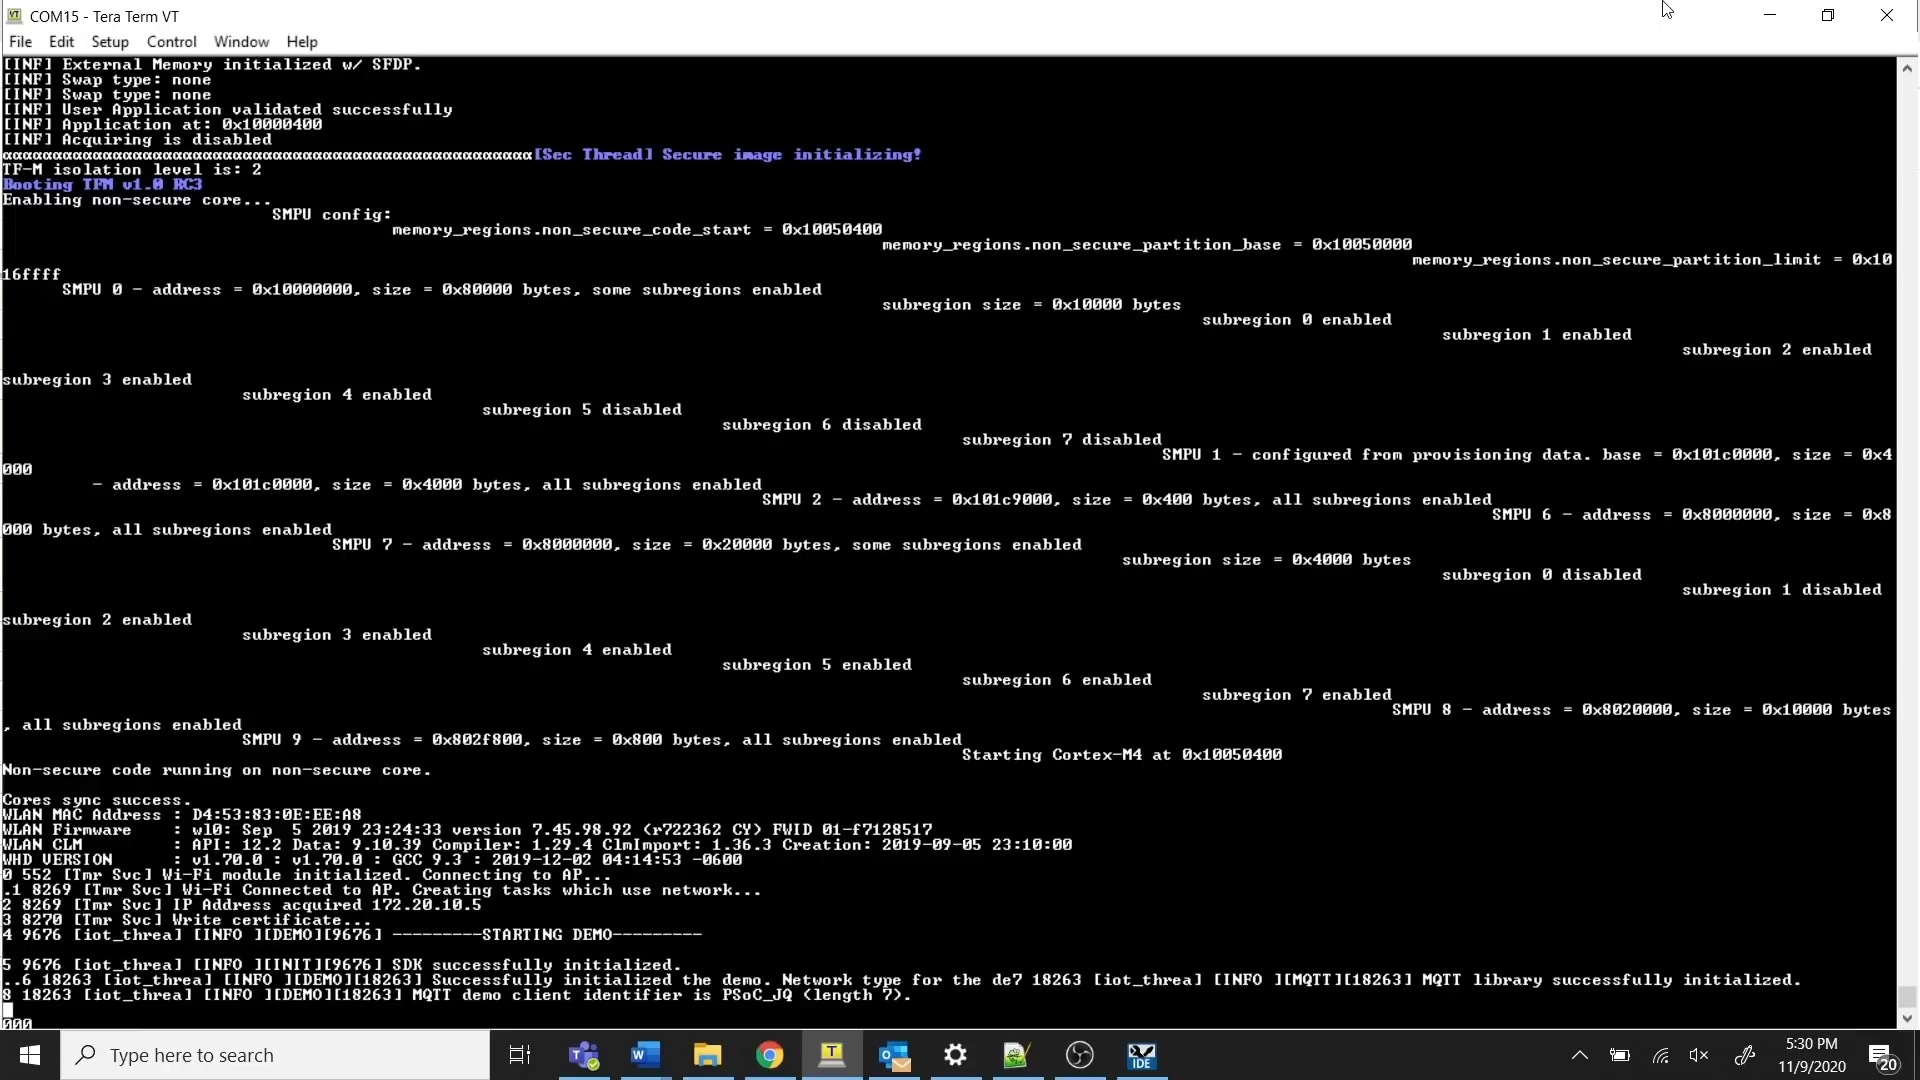 COM15 - Tera Term VT
File Edit Setup Control Window Help
[INF] External Memory initialized w/ SFDP.
[INF] Swap type: none
[INF] Swap type: none
[INF] User Application validated successfully
[INF] Application at: 0x10000400
[INF] Acquiring is disabled
[Sec Thread] Secure image initializing!
TF-M isolation level is: 2
Booting TFM v1.0 RC3
Enabling non-secure core...
SMPU config:
memory_regions.non_secure_code_start = 0x10050400
memory_regions.non_secure_partition_base = 0x10050000
memory_regions.non_secure_partition_limit = 0x10
16ffff
SMPU 0 - address = 0x10000000, size = 0x80000 bytes, some subregions enabled
subregion size = 0x10000 bytes
subregion 0 enabled
subregion 1 enabled
subregion 2 enabled
subregion 3 enabled
subregion 4 enabled
subregion 5 disabled
subregion 6 disabled
subregion 7 disabled
SMPU 1 - configured from provisioning data. base = 0x101c0000, size = 0x4
000
- address = 0x101c0000, size = 0x4000 bytes, all subregions enabled
SMPU 2 - address = 0x101c9000, size = 0x400 bytes, all subregions enabled
SMPU 6 - address = 0x8000000, size = 0x8
000 bytes, all subregions enabled
SMPU 7 - address = 0x8000000, size = 0x20000 bytes, some subregions enabled
subregion size = 0x4000 bytes
subregion 0 disabled
subregion 1 disabled
subregion 2 enabled
subregion 3 enabled
subregion 4 enabled
subregion 5 enabled
subregion 6 enabled
subregion 7 enabled
SMPU 8 - address = 0x8020000, size = 0x10000 bytes
, all subregions enabled
SMPU 9 - address = 0x802f800, size = 0x800 bytes, all subregions enabled
Starting Cortex-M4 at 0x10050400
Non-secure code running on non-secure core.
Cores sync success.
WLAN MAC Address : D4:53:83:0E:EE:A8
WLAN Firmware : wl0: Sep 5 2019 23:24:33 version 7.45.98.92 (r722362 CY) FWID 01-f7128517
WLAN CLM : API: 12.2 Data: 9.10.39 Compiler: 1.29.4 ClmImport: 1.36.3 Creation: 2019-09-05 23:10:00
WHD VERSION : v1.70.0 : v1.70.0 : GCC 9.3 : 2019-12-02 04:14:53 -0600
0 552 [Tmr Svc] Wi-Fi module initialized. Connecting to AP...
.1 8269 [Tmr Svc] Wi-Fi Connected to AP. Creating tasks which use network...
2 8269 [Tmr Svc] IP Address acquired 172.20.10.5
3 8270 [Tmr Svc] Write certificate...
4 9676 [iot_threa] [INFO ][DEMO][9676] ---------STARTING DEMO---------
5 9676 [iot_threa] [INFO ][INIT][9676] SDK successfully initialized.
..6 18263 [iot_threa] [INFO ][DEMO][18263] Successfully initialized the demo. Network type for the de7 18263 [iot_threa] [INFO ][MQTT][18263] MQTT library successfully initialized.
8 18263 [iot_threa] [INFO ][DEMO][18263] MQTT demo client identifier is PSoC_JQ (length 7).
000
Type here to search
IDE
5:30 PM
11/9/2020
20